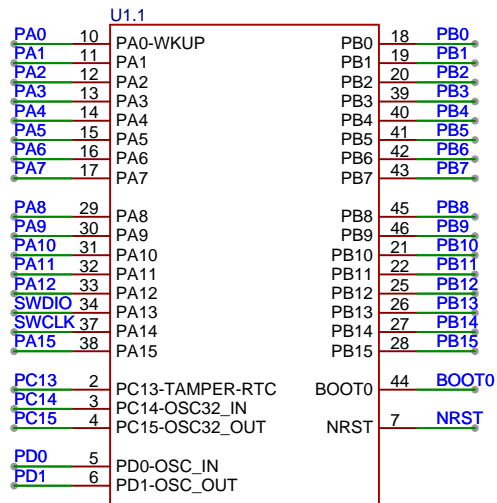 U1.1
PA0 10 PA0-WKUP PB0 18 PB0
PA1 11 PA1 PB1 19 PB1
PA2 12 PA2 PB2 20 PB2
PA3 13 PA3 PB3 39 PB3
PA4 14 PA4 PB4 40 PB4
PA5 15 PA5 PB5 41 PB5
PA6 16 PA6 PB6 42 PB6
PA7 17 PA7 PB7 43 PB7
PA8 29 PA8 PB8 45 PB8
PA9 30 PA9 PB9 46 PB9
PA10 31 PA10 PB10 21 PB10
PA11 32 PA11 PB11 22 PB11
PA12 33 PA12 PB12 25 PB12
SWDIO 34 PA13 PB13 26 PB13
SWCLK 37 PA14 PB14 27 PB14
PA15 38 PA15 PB15 28 PB15
PC13 2 PC13-TAMPER-RTC BOOT0 44 BOOT0
PC14 3 PC14-OSC32_IN
PC15 4 PC15-OSC32_OUT NRST 7 NRST
PD0 5 PD0-OSC_IN
PD1 6 PD1-OSC_OUT